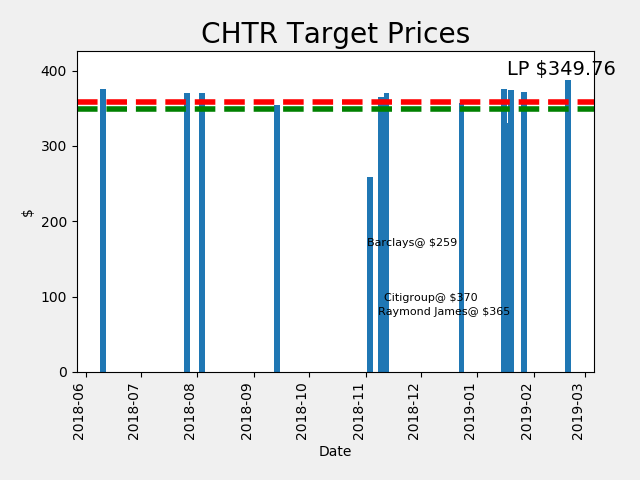 CHTR Target Prices
LP $349.76
400
300
200
100
0
$
Barclays@ $259
Citigroup@ $370
Raymond James@ $365
2018-06
2018-07
2018-08
2018-09
2018-10
2018-11
2018-12
2019-01
2019-02
2019-03
Date